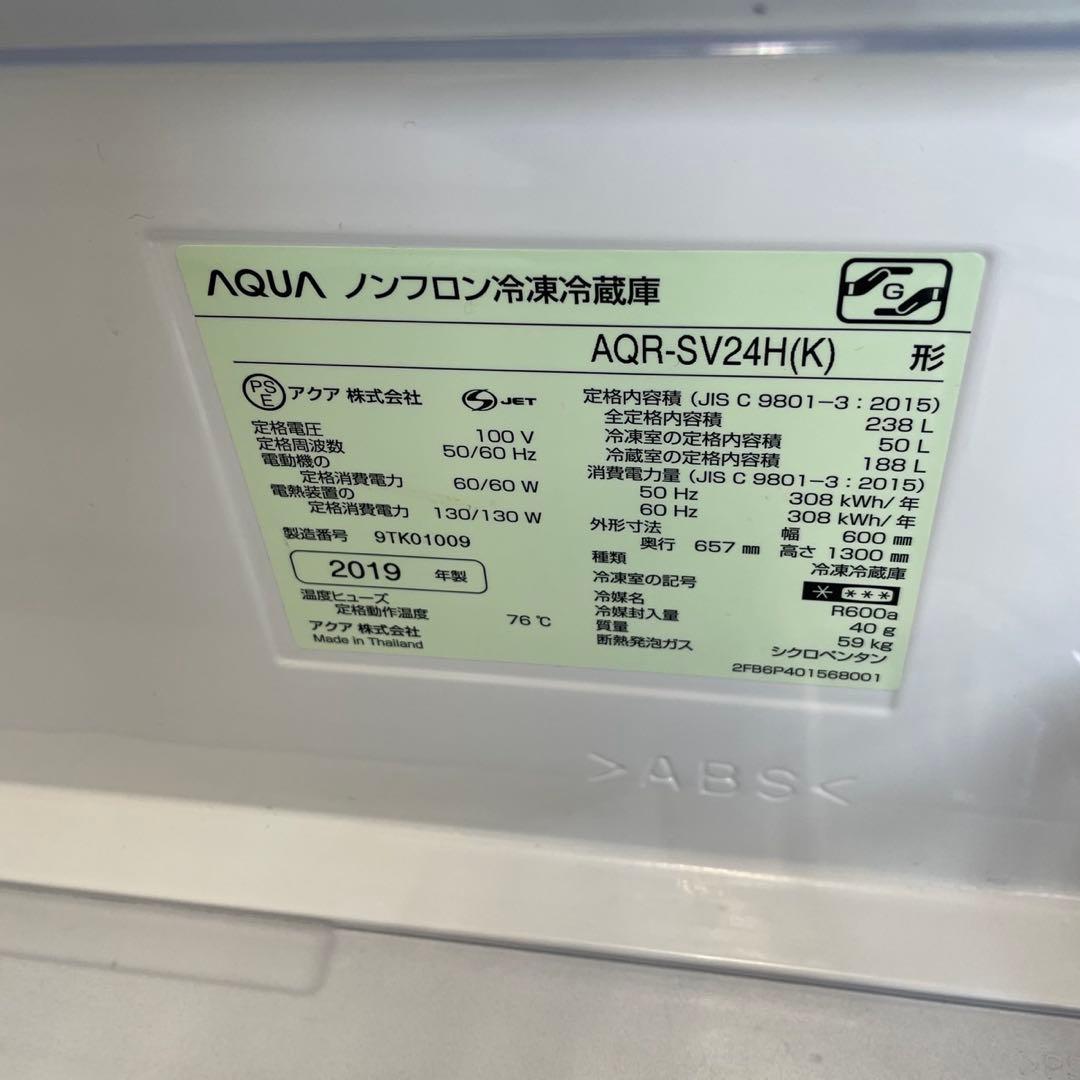 AQUA ノンフロン冷凍冷蔵庫
G
AQR-SV24H(K) 形
PSE アクア 株式会社 JET
定格電圧 100 V
定格周波数 50/60 Hz
電動機の
定格消費電力 60/60 W
電熱装置の
定格消費電力 130/130 W
製造番号 9TK01009
2019 年製
温度ヒューズ
定格動作温度 76 ℃
アクア 株式会社
Made in Thailand
定格内容積 (JIS C 9801-3 : 2015)
全定格内容積 238 L
冷凍室の定格内容積 50 L
冷蔵室の定格内容積 188 L
消費電力量 (JIS C 9801-3 : 2015)
50 Hz 308 kWh/年
60 Hz 308 kWh/年
外形寸法 幅 600 mm
奥行 657 mm 高さ 1300 mm
種類 冷凍冷蔵庫
冷凍室の記号 * ***
冷媒名 R600a
冷媒封入量 40 g
質量 59 kg
断熱発泡ガス シクロペンタン
2FB6P401568001
>ABS<